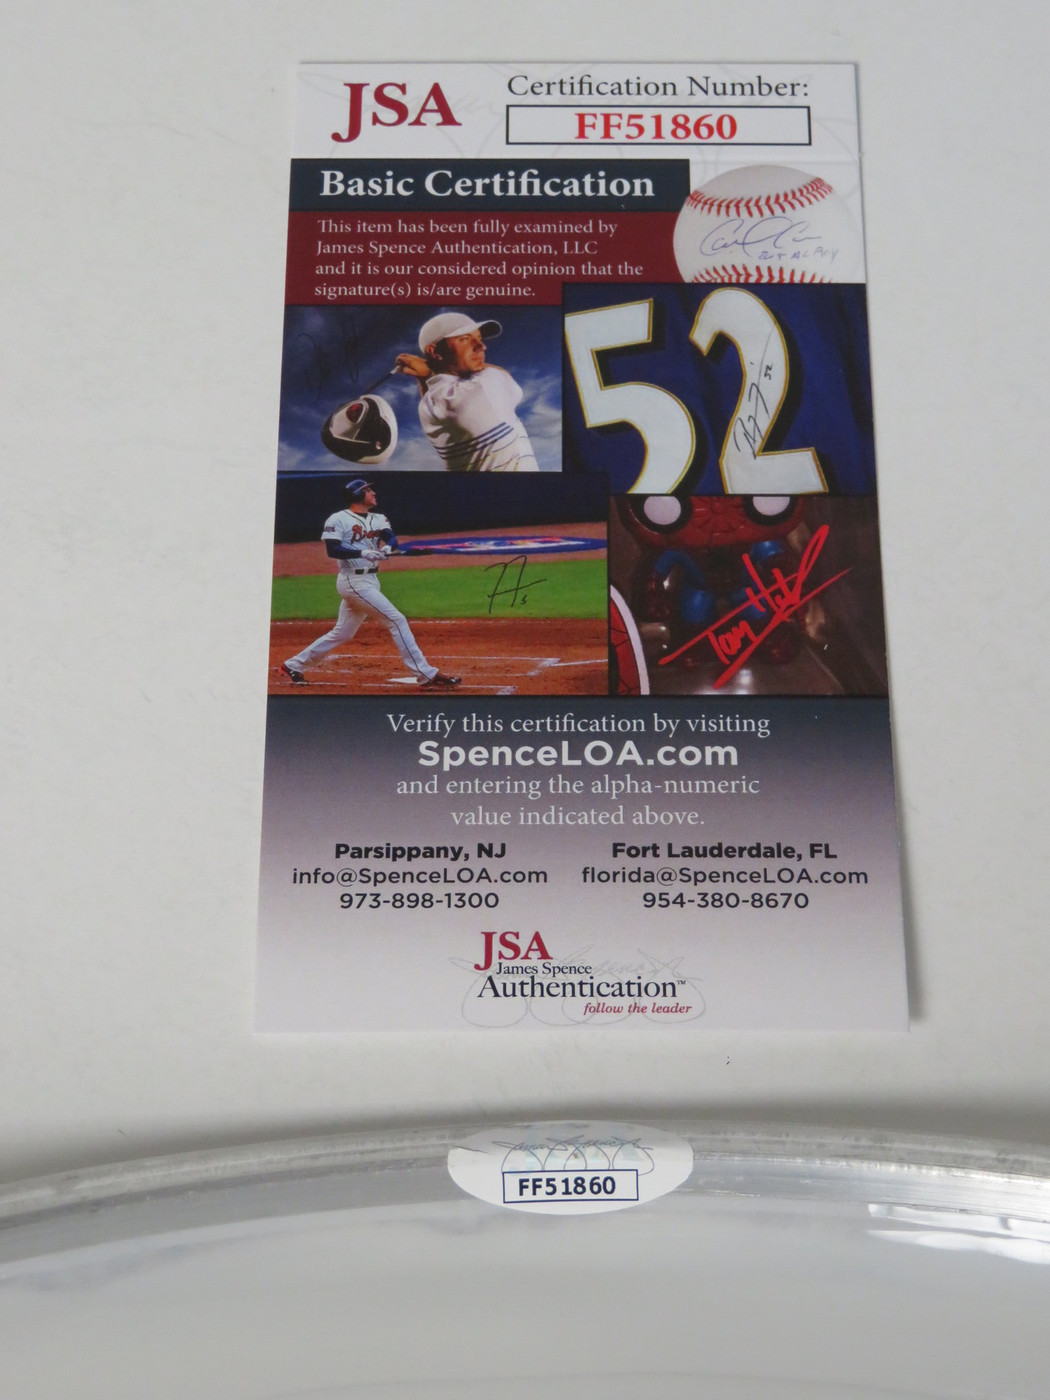 JSA
Certification Number:
FF51860
Basic Certification
This item has been fully examined by
James Spence Authentication, LLC
and it is our considered opinion that the
signature(s) is/are genuine.
52
Verify this certification by visiting
SpenceLOA.com
and entering the alpha-numeric
value indicated above.
Parsippany, NJ
info@SpenceLOA.com
973-898-1300
Fort Lauderdale, FL
florida@SpenceLOA.com
954-380-8670
JSA
James Spence
Authentication™
follow the leader
FF51860